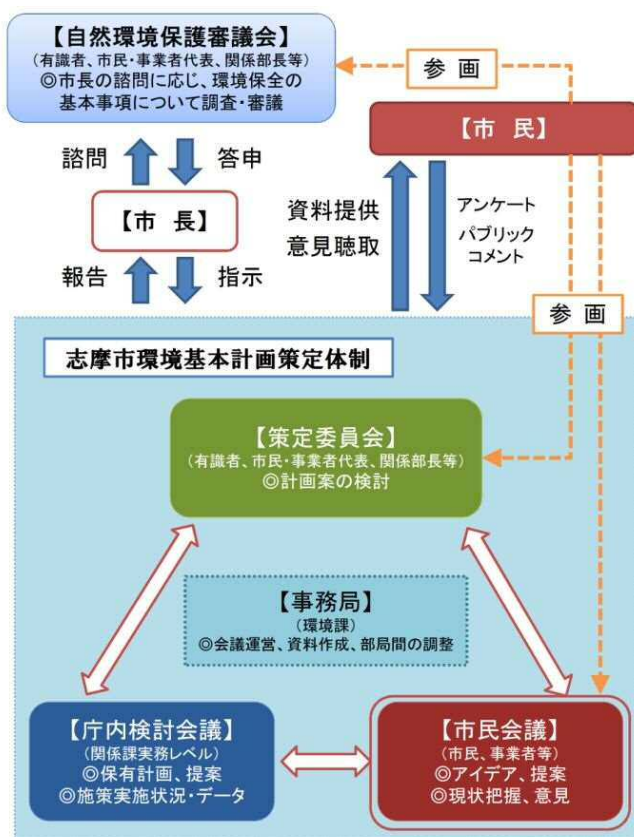 【自然環境保護審議会】
(有識者、市民・事業者代表、関係部長等)
◎市長の諮問に応じ、環境保全の
基本事項について調査・審議
参 画
【市 民】
諮問
答申
【市 長】
報告
指示
資料提供
意見聴取
アンケート
パブリック
コメント
参 画
志摩市環境基本計画策定体制
【策定委員会】
(有識者、市民・事業者代表、関係部長等)
◎計画案の検討
【事務局】
(環境課)
◎会議運営、資料作成、部局間の調整
【庁内検討会議】
(関係課実務レベル)
◎保有計画、提案
◎施策実施状況・データ
【市民会議】
(市民、事業者等)
◎アイデア、提案
◎現状把握、意見